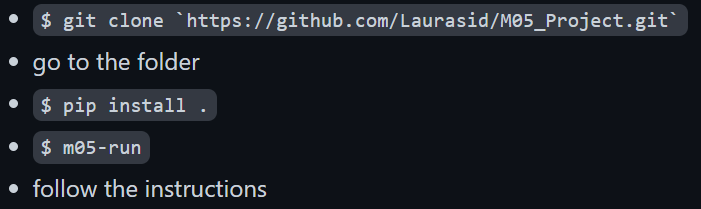 $ git clone `https://github.com/Laurasid/M05_Project.git`
go to the folder
$ pip install .
$ m05-run
follow the instructions